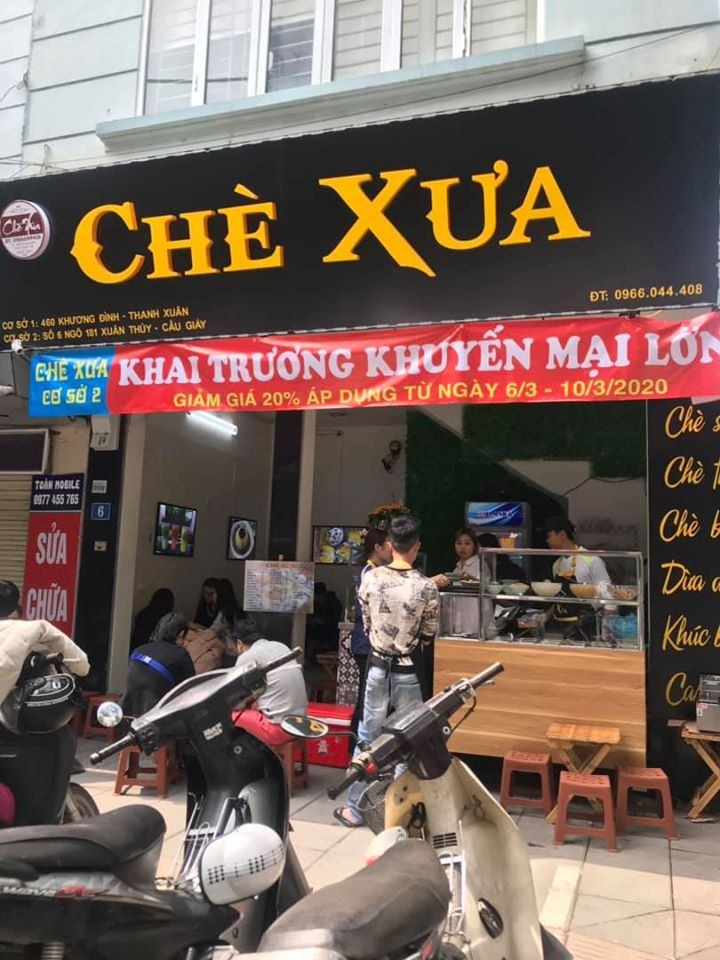 CHÈ XƯA
Chè Xưa
ĐT: 0966.044.408
CƠ SỞ 1: 460 KHƯƠNG ĐÌNH - THANH XUÂN
CƠ SỞ 2: SỐ 6 NGÕ 181 XUÂN THỦY - CẦU GIẤY
CHÈ XƯA
CƠ SỞ 2
KHAI TRƯƠNG KHUYẾN MẠI LỚN
GIẢM GIÁ 20% ÁP DỤNG TỪ NGÀY 6/3 - 10/3/2020
TOÀN MOBILE
0977 455 765
SỬA
CHỮA
6
Chè
Chè
Chè
Dừa
Khúc